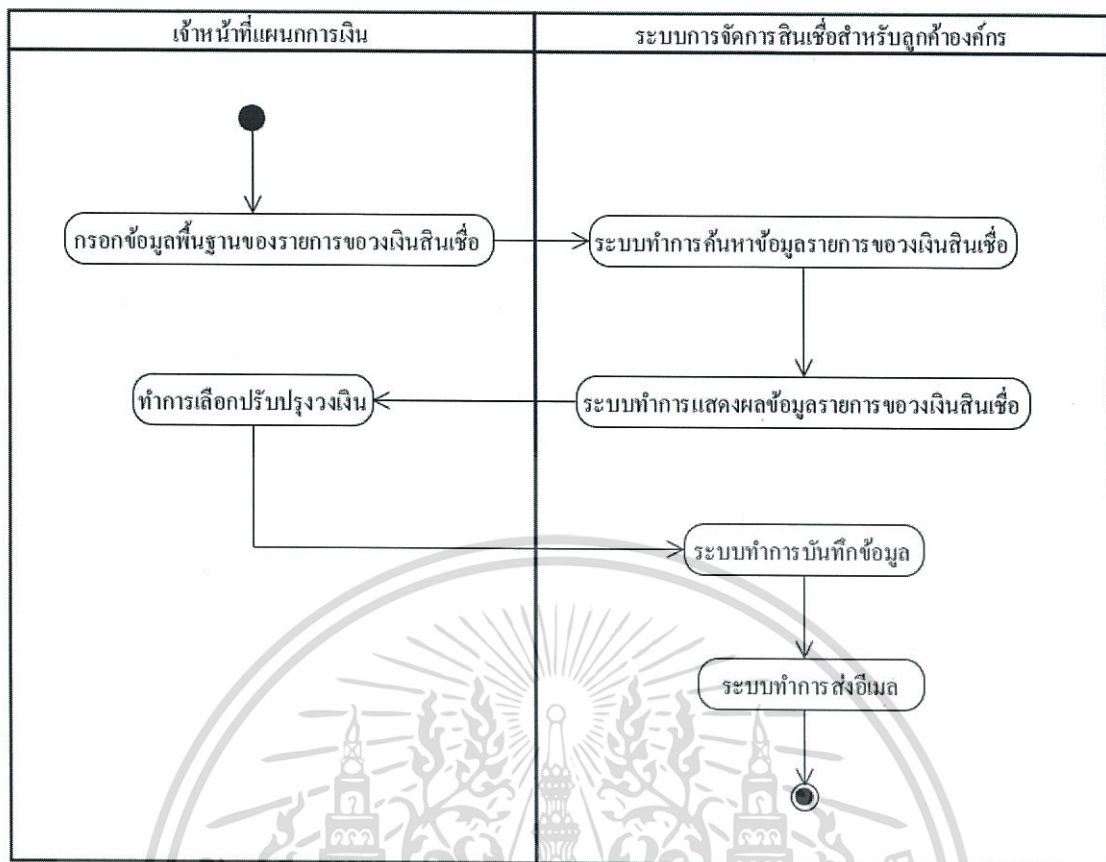 เจ้าหน้าที่แผนกการเงิน
ระบบการจัดการสินเชื่อสำหรับลูกค้าองค์กร
กรอกข้อมูลพื้นฐานของรายการขอวงเงินสินเชื่อ
ระบบทำการค้นหาข้อมูลรายการขอวงเงินสินเชื่อ
ทำการเลือกปรับปรุงวงเงิน
ระบบทำการแสดงผลข้อมูลรายการขอวงเงินสินเชื่อ
ระบบทำการบันทึกข้อมูล
ระบบทำการส่งอีเมล